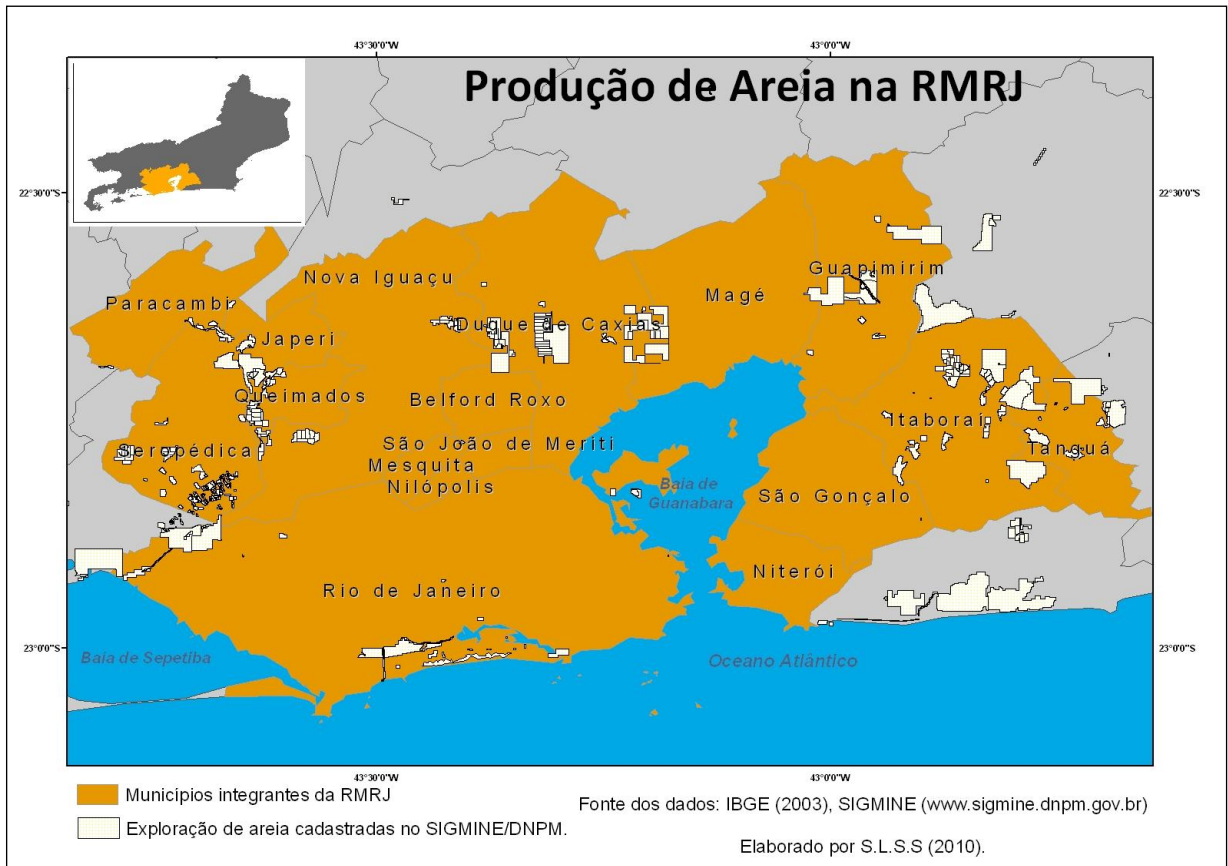 43°30'0"W
43°0'0"W
Produção de Areia na RMRJ
22°30'0"S
22°30'0"S
Guapimirim
Nova Iguaçu
Magé
Paracambi
Duque de Caxias
Japeri
Queimados
Belford Roxo
Itaboraí
São João de Meriti
Seropédica
Tanguá
Mesquita
Nilópolis
Baía de
Guanabara
São Gonçalo
Niterói
Rio de Janeiro
23°0'0"S
Baía de Sepetiba
Oceano Atlântico
23°0'0"S
43°30'0"W
43°0'0"W
Municípios integrantes da RMRJ
Fonte dos dados: IBGE (2003), SIGMINE (www.sigmine.dnpm.gov.br)
Exploração de areia cadastradas no SIGMINE/DNPM.
Elaborado por S.L.S.S (2010).